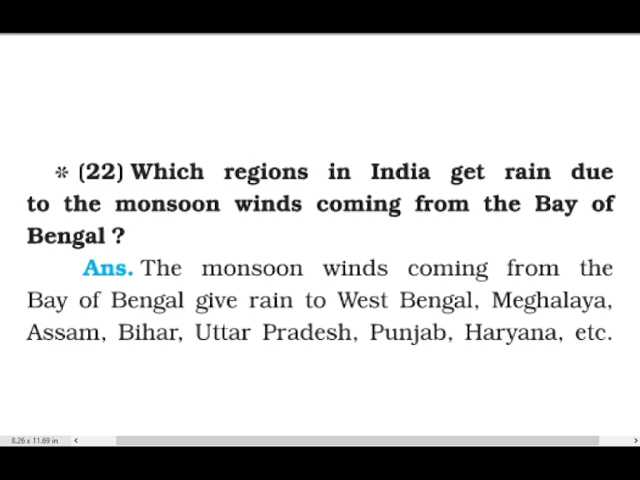 * (22) Which regions in India get rain due
to the monsoon winds coming from the Bay of
Bengal ?
Ans. The monsoon winds coming from the
Bay of Bengal give rain to West Bengal, Meghalaya,
Assam, Bihar, Uttar Pradesh, Punjab, Haryana, etc.
8.26 x 11.69 in